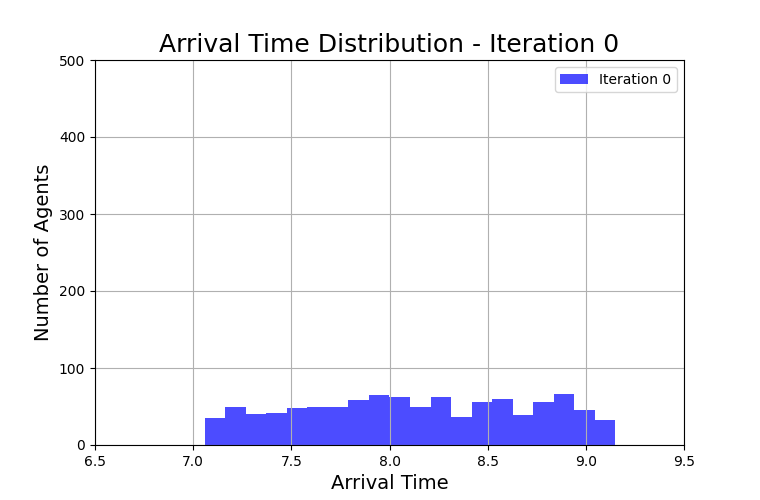 Arrival Time Distribution - Iteration 0
Iteration 0
500
400
300
200
100
0
Number of Agents
6.5 7.0 7.5 8.0 8.5 9.0 9.5
Arrival Time